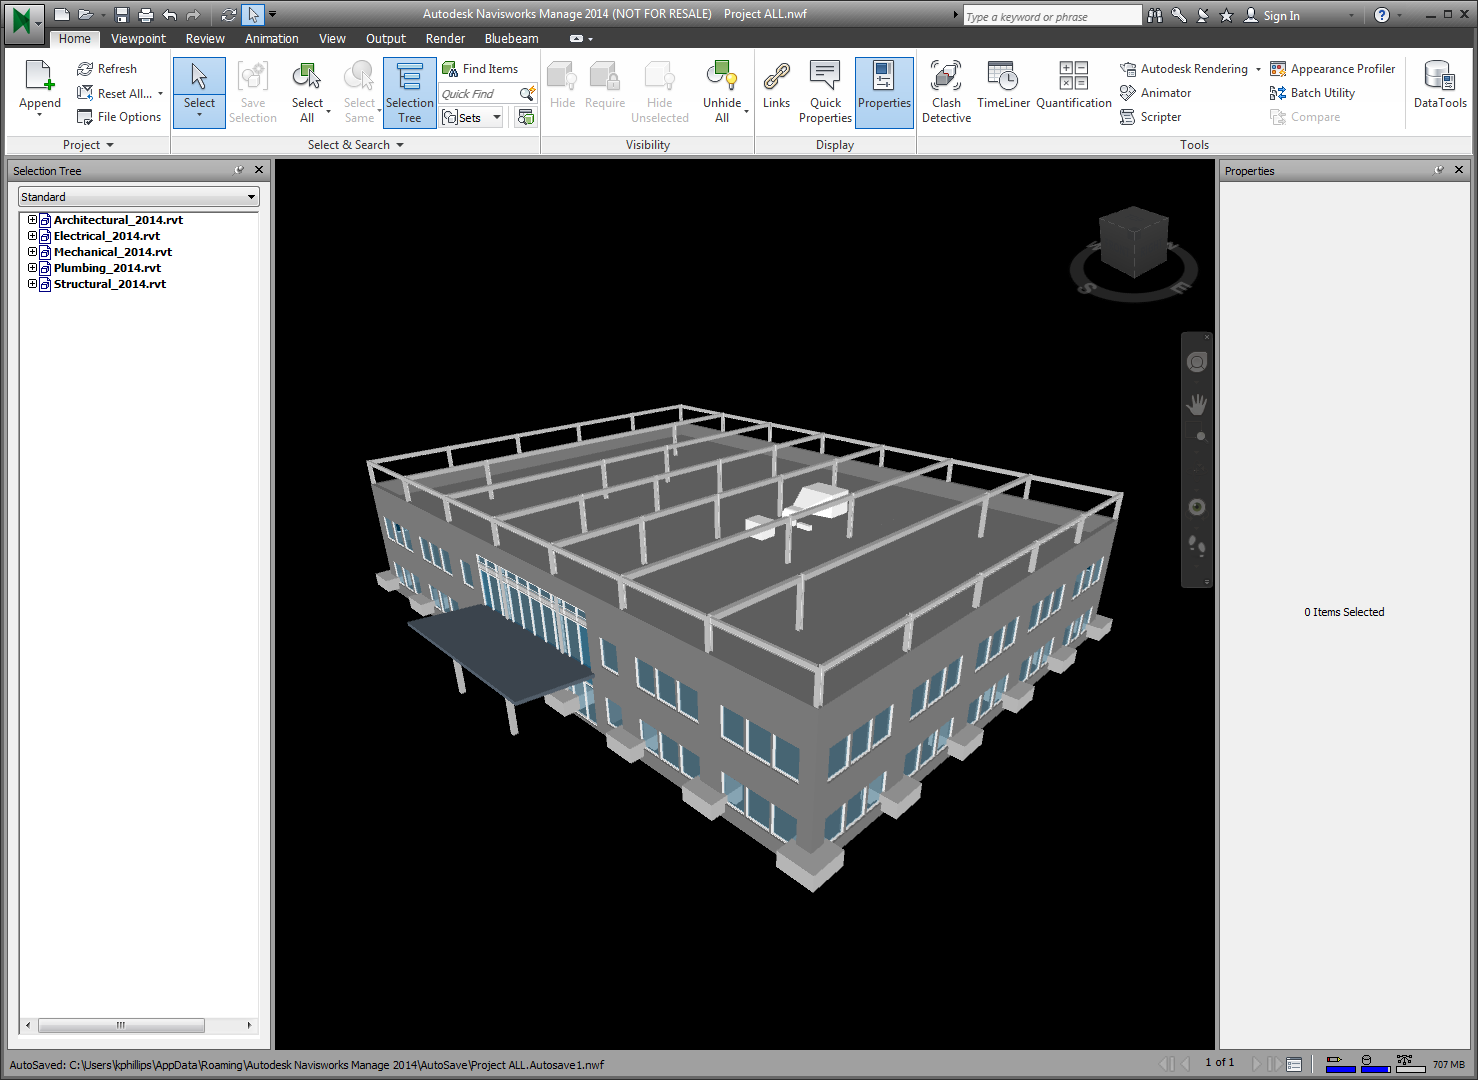 Autodesk Navisworks Manage 2014 (NOT FOR RESALE) Project ALL.nwf
Type a keyword or phrase
Sign In
Home Viewpoint Review Animation View Output Render Bluebeam
Append
Refresh
Reset All...
File Options
Project
Select
Save Selection
Select All
Select Same
Selection Tree
Find Items
Quick Find
Sets
Select & Search
Hide
Require
Hide Unselected
Unhide All
Visibility
Links
Quick Properties
Properties
Display
Clash Detective
TimeLiner
Quantification
Autodesk Rendering
Animator
Scripter
Appearance Profiler
Batch Utility
Compare
DataTools
Tools
Selection Tree
Standard
Architectural_2014.rvt
Electrical_2014.rvt
Mechanical_2014.rvt
Plumbing_2014.rvt
Structural_2014.rvt
S
E
Properties
0 Items Selected
AutoSaved: C:\Users\kphillips\AppData\Roaming\Autodesk Navisworks Manage 2014\AutoSave\Project ALL.Autosave1.nwf
1 of 1
707 MB